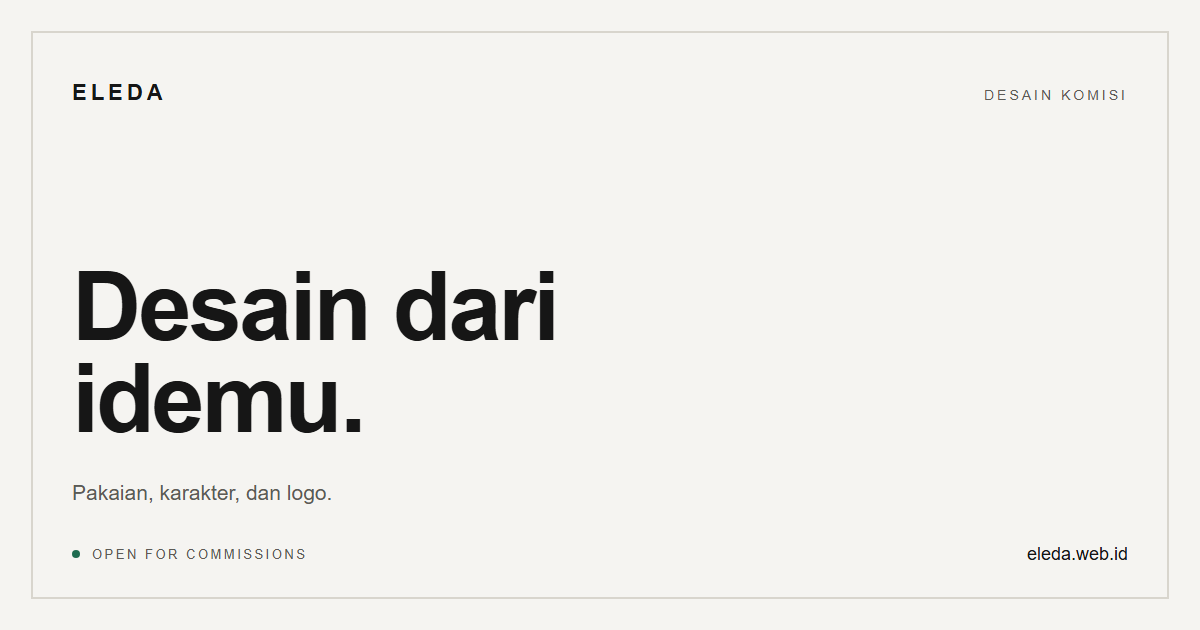 ELEDA
DESAIN KOMISI
Desain dari
idemu.
Pakaian, karakter, dan logo.
OPEN FOR COMMISSIONS
eleda.web.id